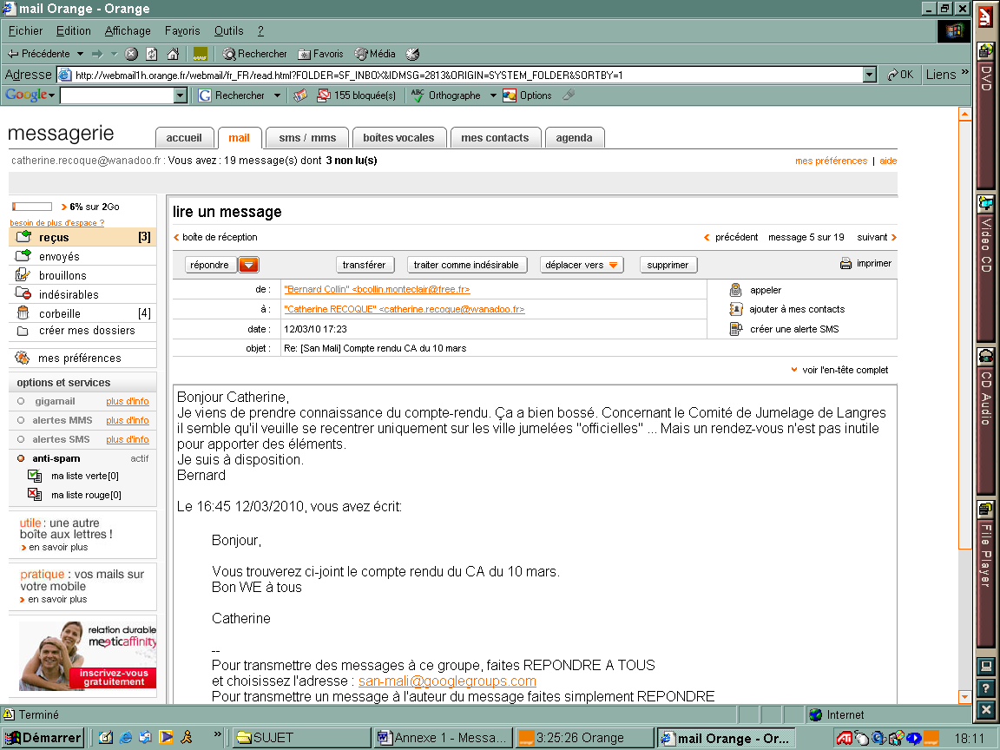 mail Orange - Orange
Fichier Edition Affichage Favoris Outils ?
Précédente Rechercher Favoris Média
Adresse http://webmail1h.orange.fr/webmail/fr_FR/read.html?FOLDER=SF_INBOX&IDMSG=2813&ORIGIN=SYSTEM_FOLDER&SORTBY=1 OK Liens »
Google Rechercher 155 bloquée(s) ABC Orthographe Options
messagerie accueil mail sms / mms boîtes vocales mes contacts agenda
catherine.recoque@wanadoo.fr : Vous avez : 19 message(s) dont 3 non lu(s) mes préférences | aide
6% sur 2Go
besoin de plus d'espace ?
reçus [3]
envoyés
brouillons
indésirables
corbeille [4]
créer mes dossiers
mes préférences
options et services
gigamail plus d'info
alertes MMS plus d'info
alertes SMS plus d'info
anti-spam actif
ma liste verte[0]
ma liste rouge[0]
utile : une autre
boîte aux lettres !
en savoir plus
pratique : vos mails sur
votre mobile
en savoir plus
relation durable
meeticaffinity
inscrivez-vous
gratuitement
lire un message
boîte de réception précédent message 5 sur 19 suivant
répondre transférer traiter comme indésirable déplacer vers supprimer imprimer
de : "Bernard Collin" <bcollin.monteclair@free.fr>
à : "Catherine RECOQUE" <catherine.recoque@wanadoo.fr>
date : 12/03/10 17:23
objet : Re: [San Mali] Compte rendu CA du 10 mars
appeler
ajouter à mes contacts
créer une alerte SMS
voir l'en-tête complet
Bonjour Catherine,
Je viens de prendre connaissance du compte-rendu. Ça a bien bossé. Concernant le Comité de Jumelage de Langres
il semble qu'il veuille se recentrer uniquement sur les ville jumelées "officielles" ... Mais un rendez-vous n'est pas inutile
pour apporter des éléments.
Je suis à disposition.
Bernard
Le 16:45 12/03/2010, vous avez écrit:
Bonjour,
Vous trouverez ci-joint le compte rendu du CA du 10 mars.
Bon WE à tous
Catherine
--
Pour transmettre des messages à ce groupe, faites REPONDRE A TOUS
et choisissez l'adresse : san-mali@googlegroups.com
Pour transmettre un message à l'auteur du message faites simplement REPONDRE
DVD
Video CD
CD Audio
File Player
?
Terminé Internet
Démarrer » SUJET Annexe 1 - Messa... 3:25:26 Orange mail Orange - Or... 18:11